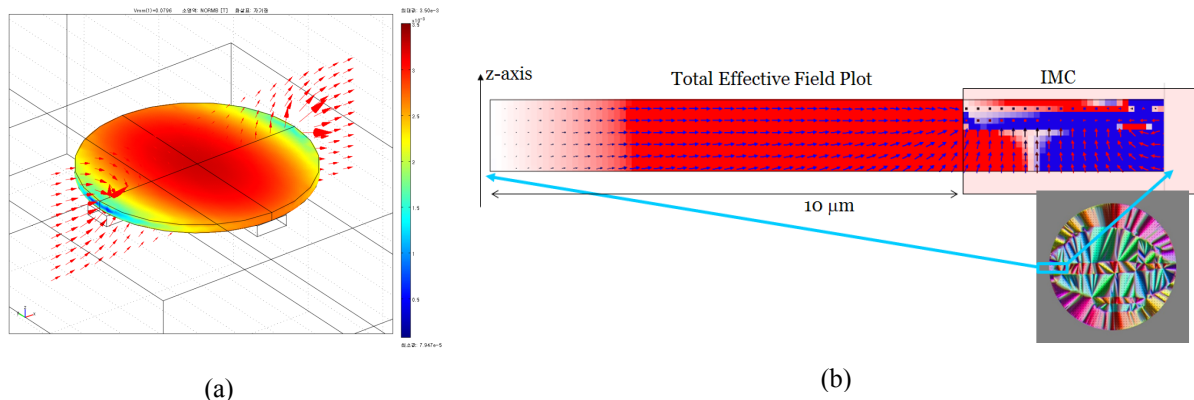 Vmm(1)=0.0796 소영역: NORMB [T] 화살표: 자기장
최대값: 3.50e-3
×10⁻³
3.5
3
2.5
2
1.5
1
0.5
최소값: 7.947e-5
(a)
z-axis
Total Effective Field Plot
IMC
10 μm
(b)